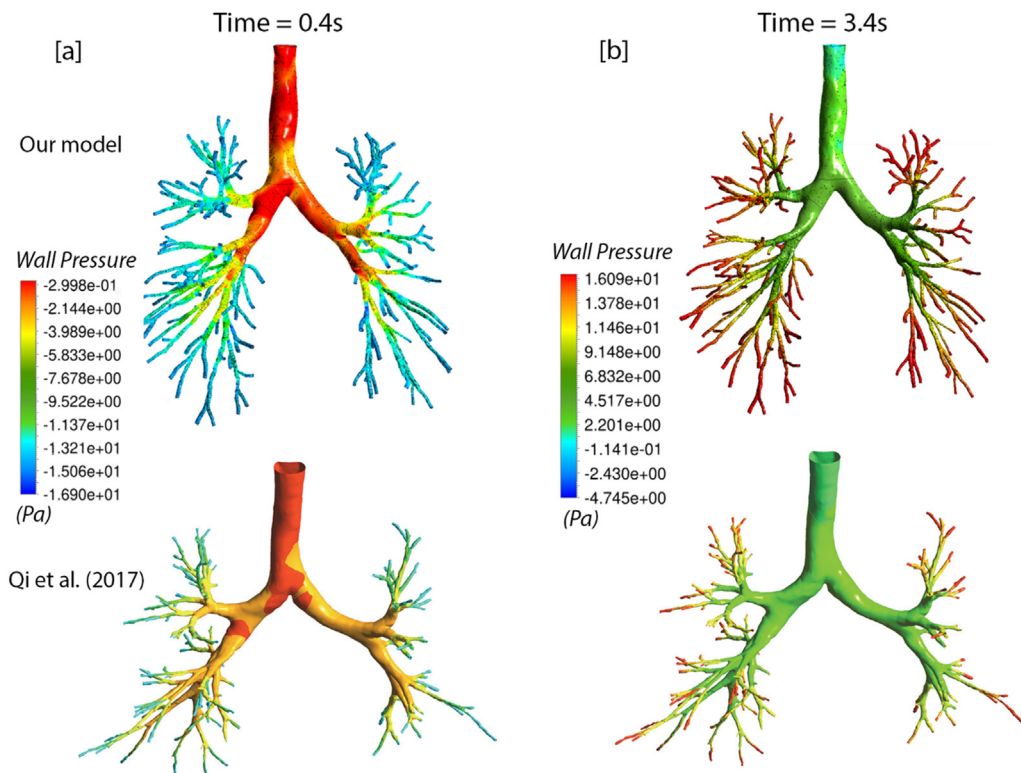 Time = 0.4s
Time = 3.4s
[a]
[b]
Our model
Wall Pressure
-2.998e-01
-2.144e+00
-3.989e+00
-5.833e+00
-7.678e+00
-9.522e+00
-1.137e+01
-1.321e+01
-1.506e+01
-1.690e+01
(Pa)
Wall Pressure
1.609e+01
1.378e+01
1.146e+01
9.148e+00
6.832e+00
4.517e+00
2.201e+00
-1.141e-01
-2.430e+00
-4.745e+00
(Pa)
Qi et al. (2017)